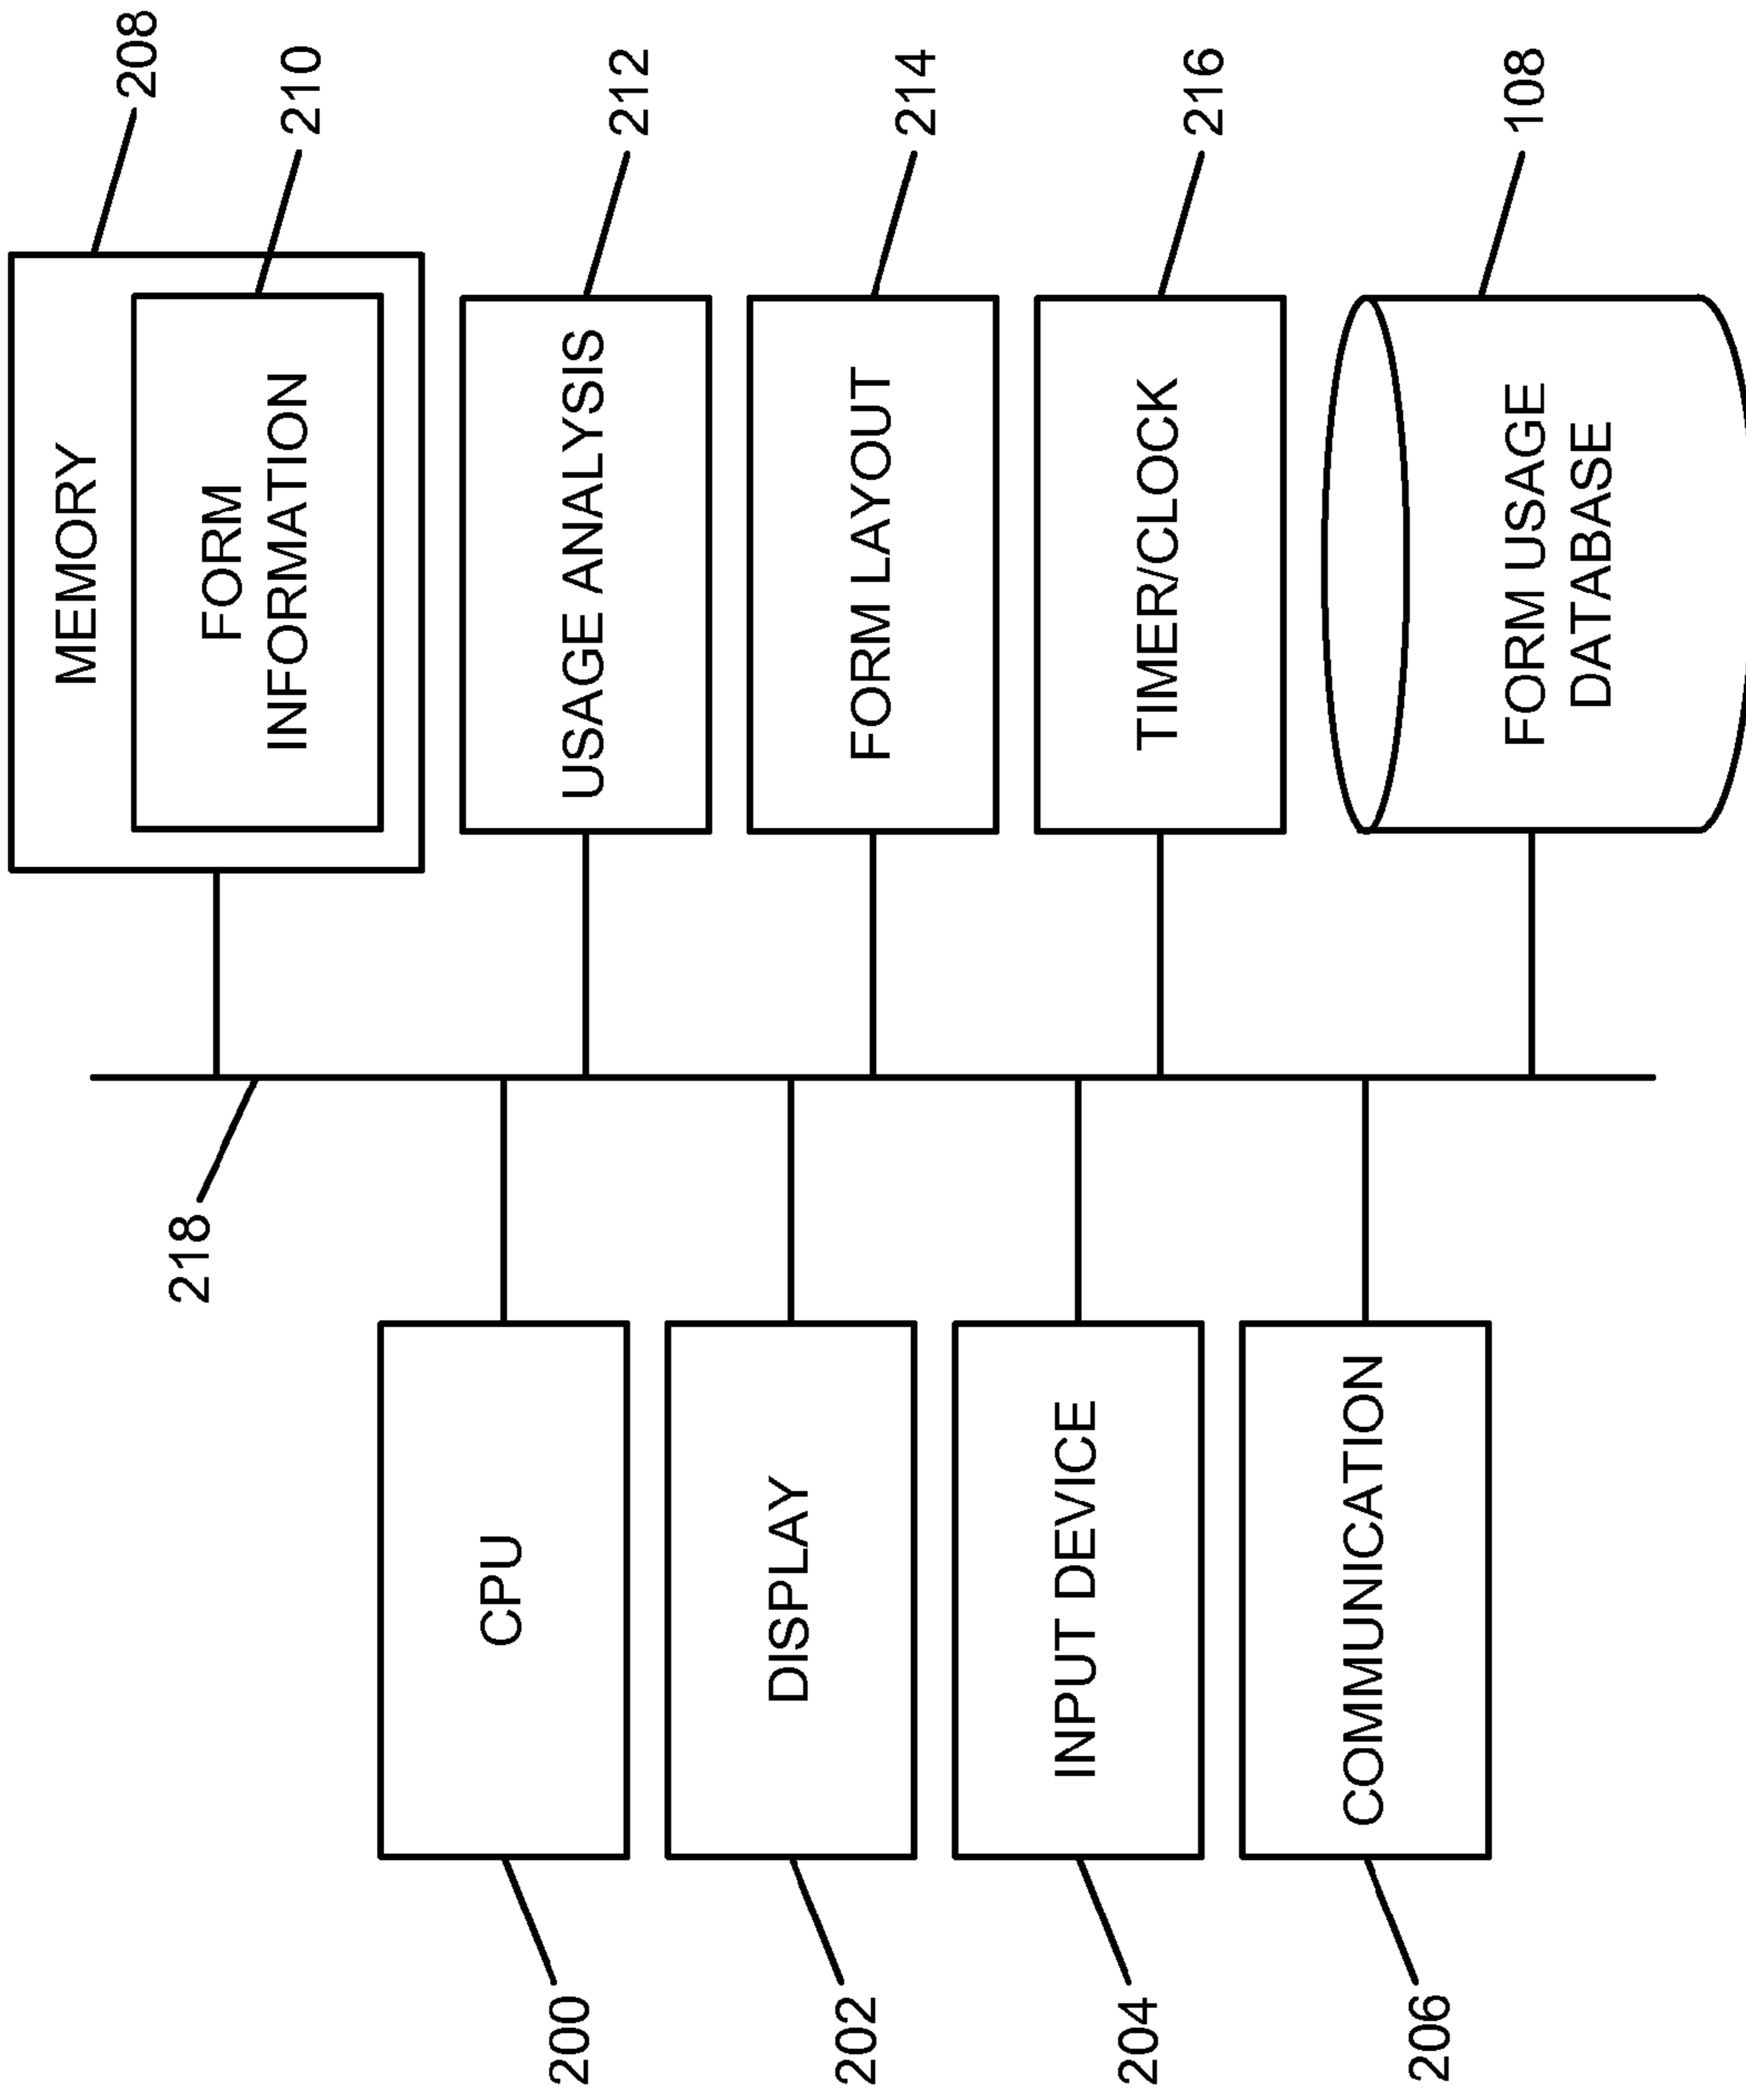 208
MEMORY
210
FORM
INFORMATION
218
CPU
200
212
USAGE ANALYSIS
DISPLAY
202
214
FORM LAYOUT
INPUT DEVICE
204
216
TIMER/CLOCK
COMMUNICATION
206
108
FORM USAGE
DATABASE